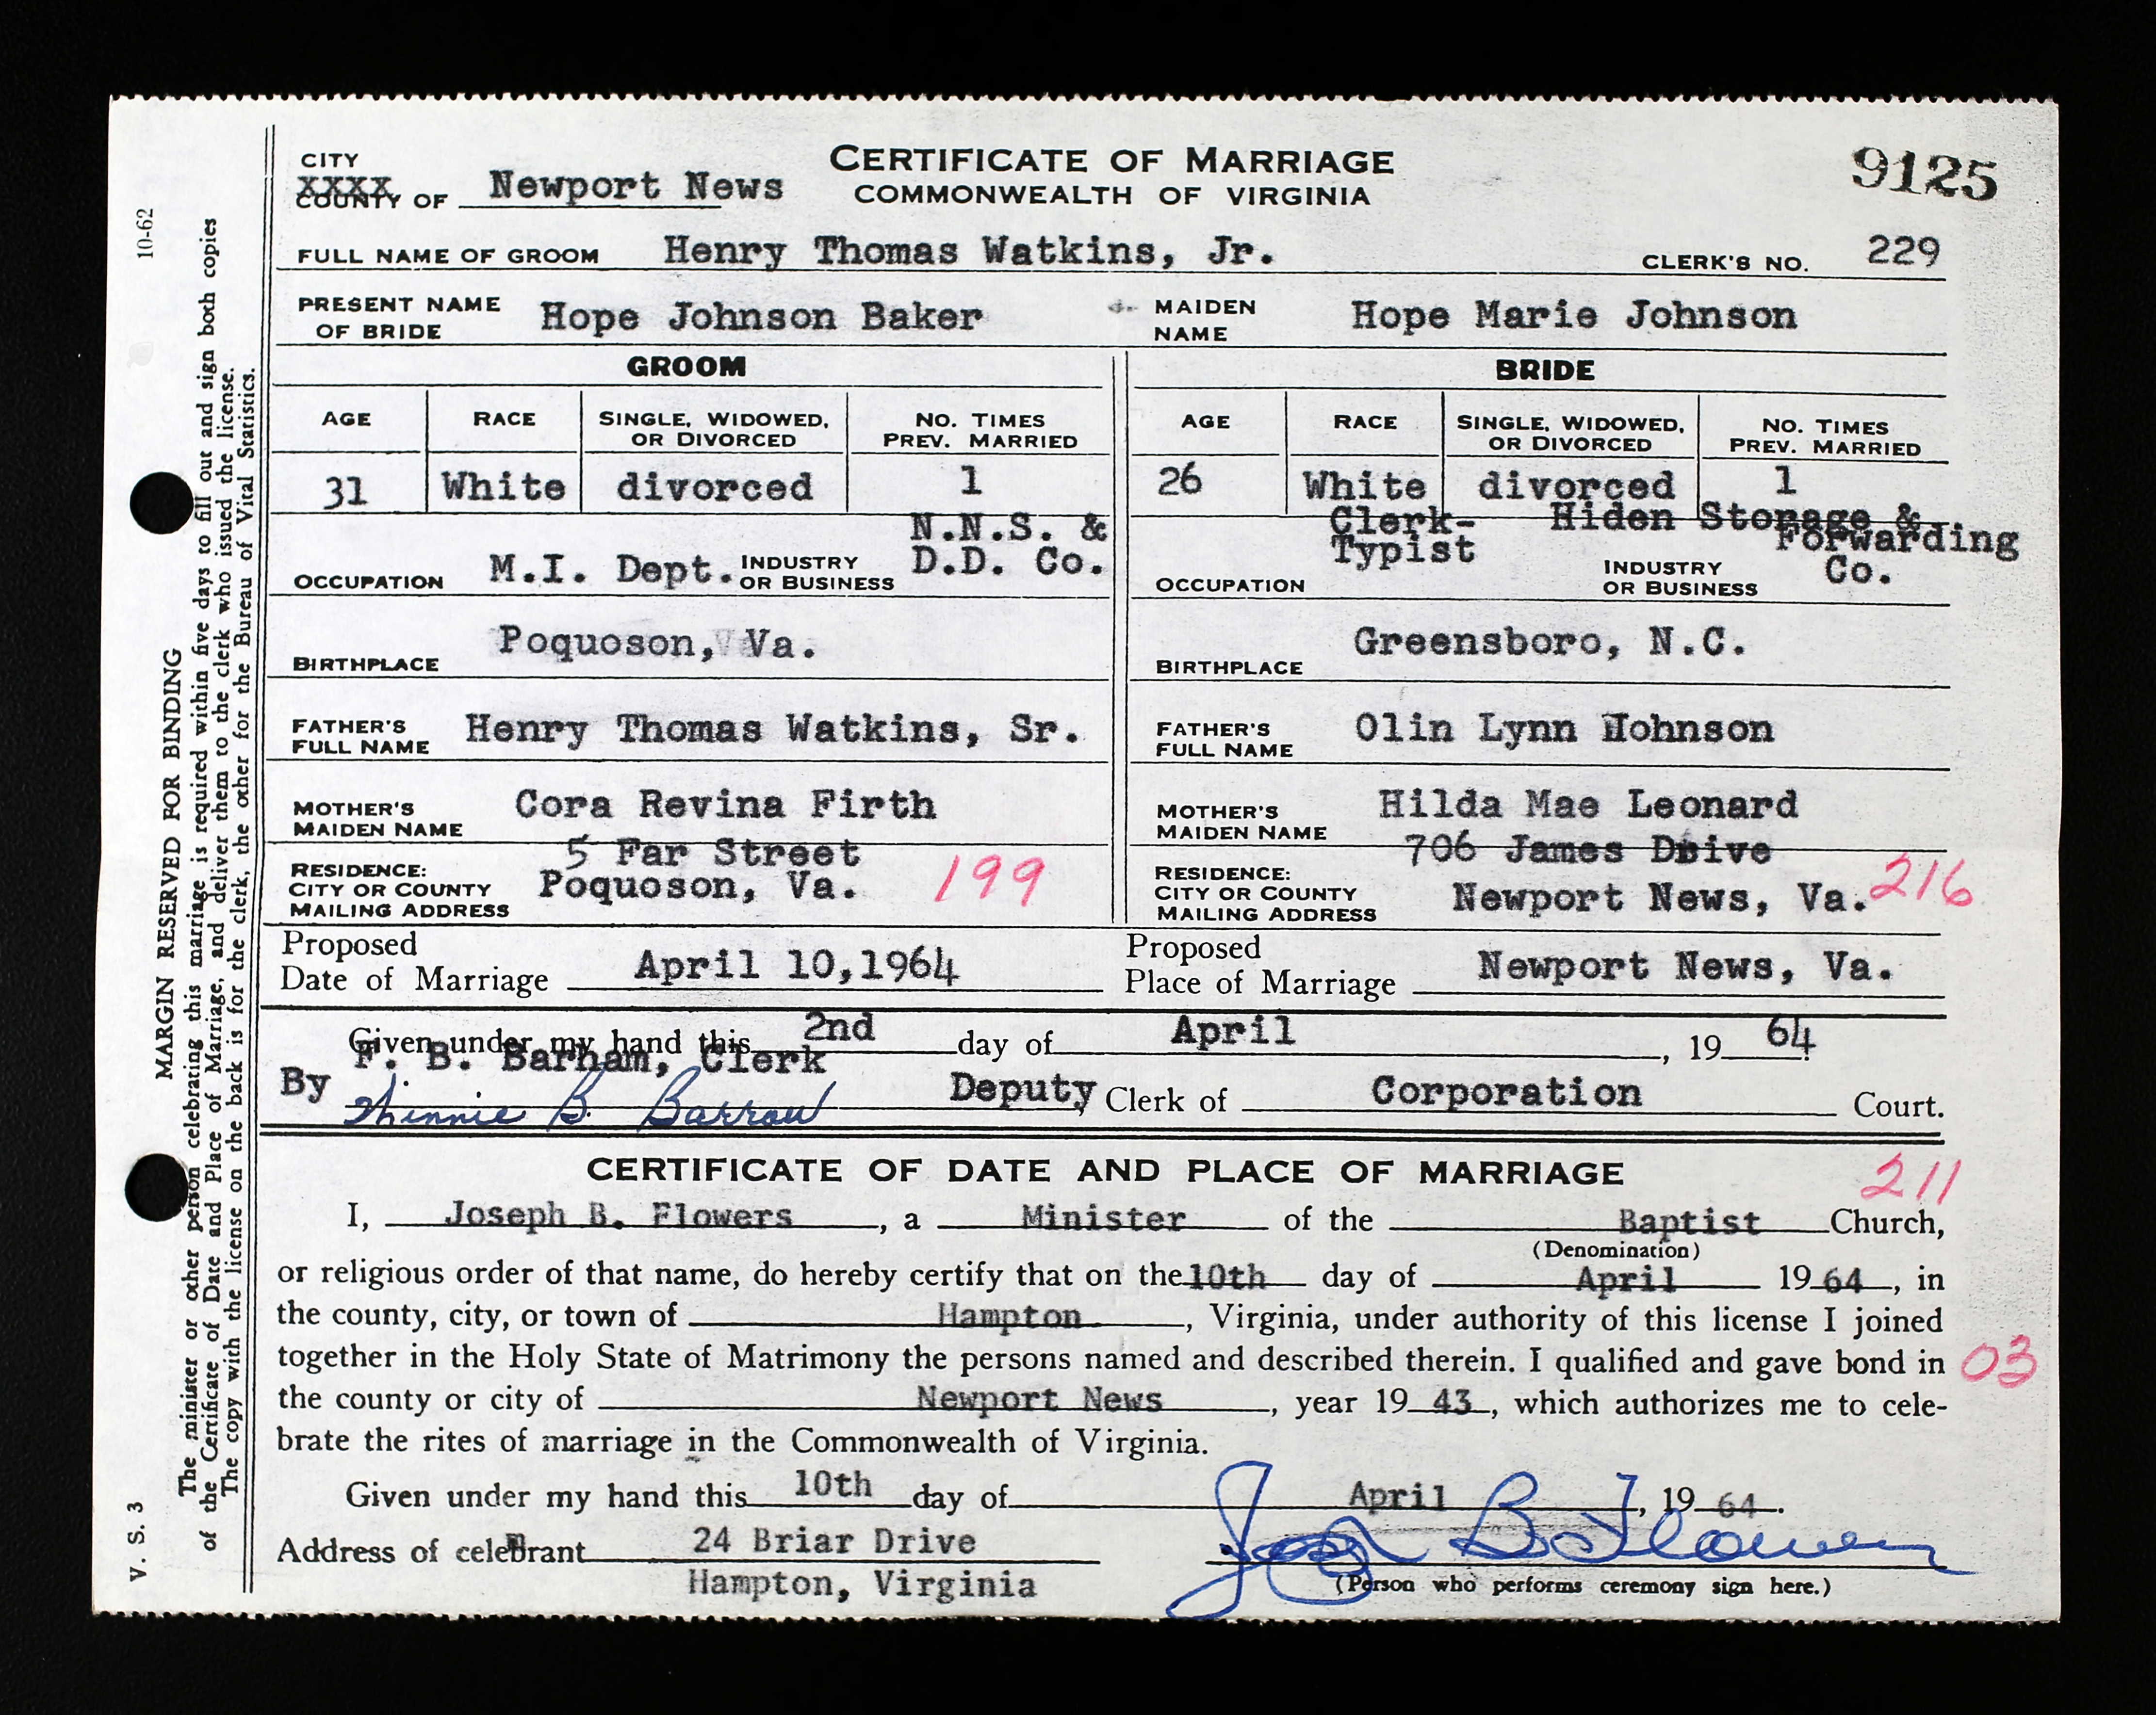 CITY
XXXX
COUNTY OF Newport News
CERTIFICATE OF MARRIAGE
COMMONWEALTH OF VIRGINIA
9125
FULL NAME OF GROOM Henry Thomas Watkins, Jr. CLERK'S NO. 229
PRESENT NAME OF BRIDE Hope Johnson Baker MAIDEN NAME Hope Marie Johnson
GROOM BRIDE
AGE RACE SINGLE, WIDOWED, OR DIVORCED NO. TIMES PREV. MARRIED AGE RACE SINGLE, WIDOWED, OR DIVORCED NO. TIMES PREV. MARRIED
31 White divorced 1 26 White divorced 1
OCCUPATION M.I. Dept. INDUSTRY OR BUSINESS N.N.S. & D.D. Co. OCCUPATION Clerk-Typist INDUSTRY OR BUSINESS Hiden Storage & Forwarding Co.
BIRTHPLACE Poquoson, Va. BIRTHPLACE Greensboro, N.C.
FATHER'S FULL NAME Henry Thomas Watkins, Sr. FATHER'S FULL NAME Olin Lynn Johnson
MOTHER'S MAIDEN NAME Cora Revina Firth MOTHER'S MAIDEN NAME Hilda Mae Leonard
RESIDENCE: CITY OR COUNTY MAILING ADDRESS 5 Far Street Poquoson, Va. 199 RESIDENCE: CITY OR COUNTY MAILING ADDRESS 706 James Drive Newport News, Va. 216
Proposed Date of Marriage April 10,1964 Proposed Place of Marriage Newport News, Va.
Given under my hand this 2nd day of April, 19 64
F. B. Barham, Clerk
By Minnie B. Barrow Deputy Clerk of Corporation Court.
CERTIFICATE OF DATE AND PLACE OF MARRIAGE
211
I, Joseph B. Flowers, a Minister of the Baptist Church,
(Denomination)
or religious order of that name, do hereby certify that on the 10th day of April 19 64, in
the county, city, or town of Hampton, Virginia, under authority of this license I joined
together in the Holy State of Matrimony the persons named and described therein. I qualified and gave bond in 03
the county or city of Newport News, year 19 43, which authorizes me to cele-
brate the rites of marriage in the Commonwealth of Virginia.
Given under my hand this 10th day of April, 19 64.
Address of celebrant 24 Briar Drive
Hampton, Virginia
Joseph B Flowers
(Person who performs ceremony sign here.)
10-62
MARGIN RESERVED FOR BINDING
V. S. 3
The minister or other person celebrating this marriage is required within five days to fill out and sign both copies
of the Certificate of Date and Place of Marriage, and deliver them to the clerk who issued the license.
The copy with the license on the back is for the clerk, the other for the Bureau of Vital Statistics.